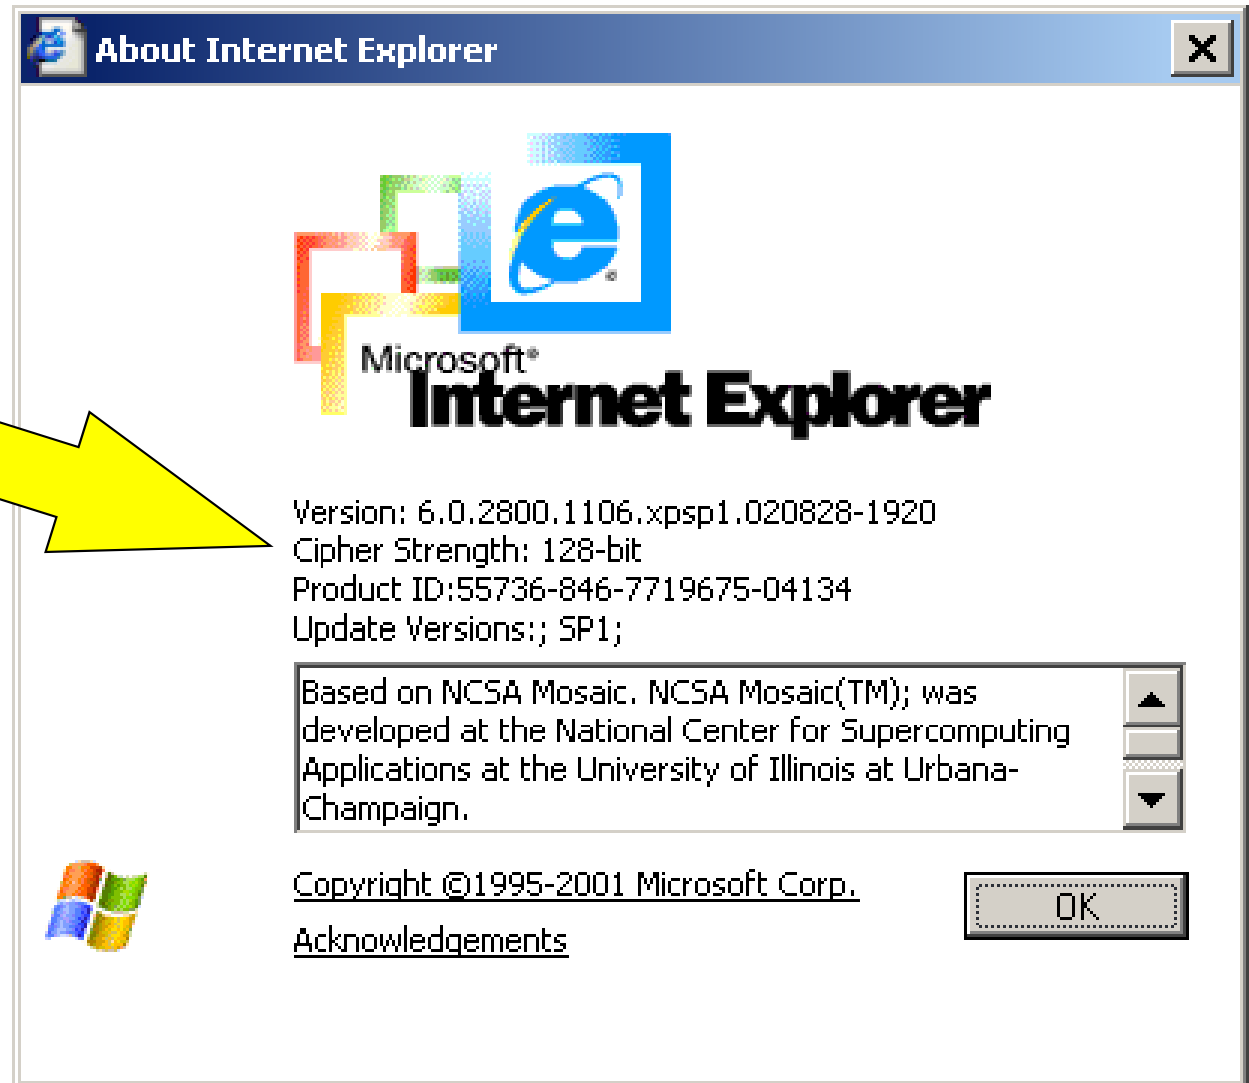 About Internet Explorer
Microsoft®
Internet Explorer
Version: 6.0.2800.1106.xpsp1.020828-1920
Cipher Strength: 128-bit
Product ID:55736-846-7719675-04134
Update Versions:; SP1;
Based on NCSA Mosaic. NCSA Mosaic(TM); was
developed at the National Center for Supercomputing
Applications at the University of Illinois at Urbana-
Champaign.
Copyright ©1995-2001 Microsoft Corp.
OK
Acknowledgements